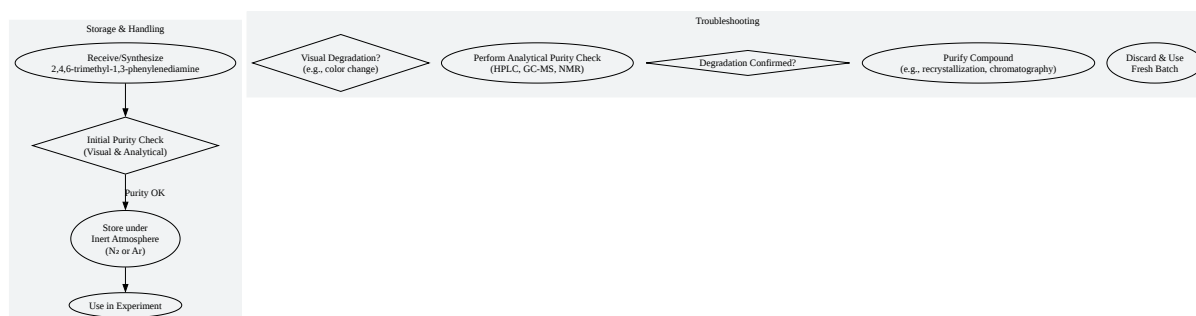 Storage & Handling
Receive/Synthesize
2,4,6-trimethyl-1,3-phenylenediamine
Initial Purity Check
(Visual & Analytical)
Purity OK
Store under
Inert Atmosphere
(N₂ or Ar)
Use in Experiment
Troubleshooting
Visual Degradation?
(e.g., color change)
Perform Analytical Purity Check
(HPLC, GC-MS, NMR)
Degradation Confirmed?
Purify Compound
(e.g., recrystallization, chromatography)
Discard & Use
Fresh Batch